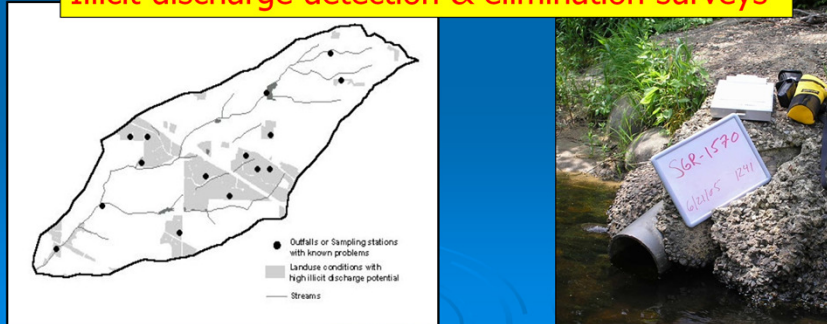 Illicit discharge detection & elimination surveys
Outfalls or Sampling stations
with known problems
Landuse conditions with
high illicit discharge potential
Streams
SGR-1570
6/21/05 1241